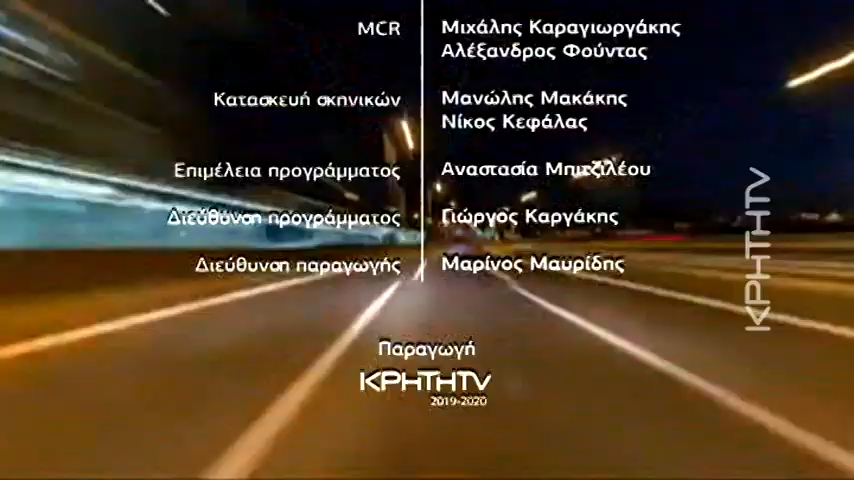 MCR Μιχάλης Καραγιωργάκης
Αλέξανδρος Φούντας
Κατασκευή σκηνικών Μανώλης Μακάκης
Νίκος Κεφάλας
Επιμέλεια προγράμματος Αναστασία Μπιτζιλέου
Διεύθυνση προγράμματος Γιώργος Καργάκης
Διεύθυνση παραγωγής Μαρίνος Μαυρίδης
ΚΡΗΤΗTV
Παραγωγή
ΚΡΗΤΗTV
2019-2020